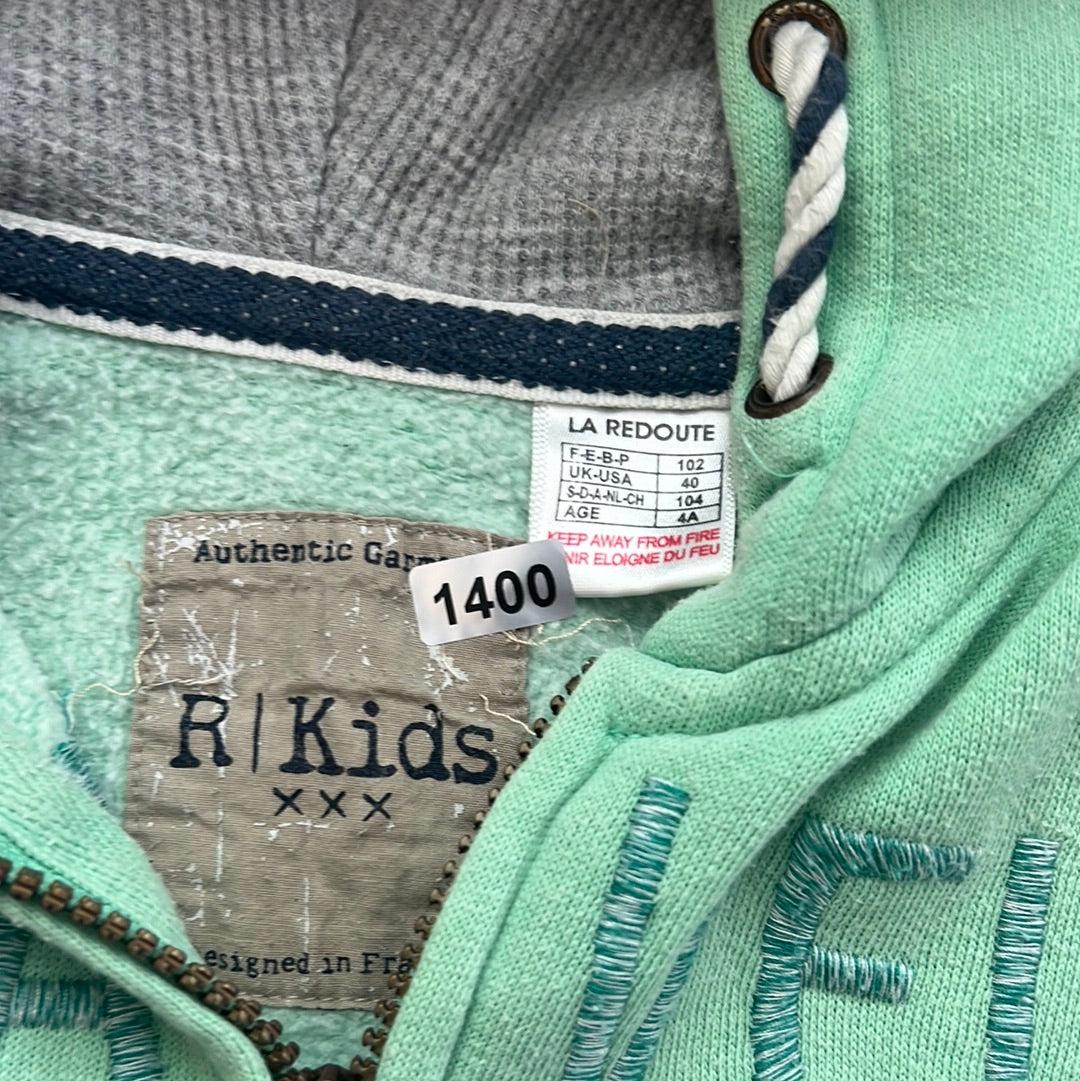 LA REDOUTE
F-E-B-P 102
UK-USA 40
S-D-A-NL-CH 104
AGE 4A
KEEP AWAY FROM FIRE
NIR ELOIGNE DU FEU
Authentic Garm
1400
R|Kids
xxx
esigned in Fra